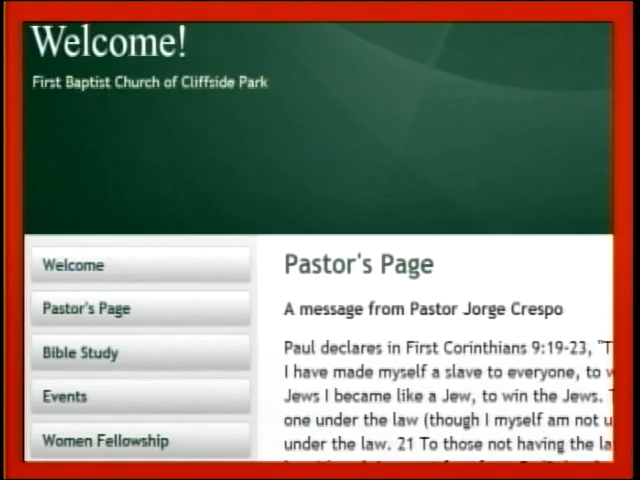 Welcome!
First Baptist Church of Cliffside Park
Welcome
Pastor's Page
Bible Study
Events
Women Fellowship
Pastor's Page
A message from Pastor Jorge Crespo
Paul declares in First Corinthians 9:19-23, "T
I have made myself a slave to everyone, to w
Jews I became like a Jew, to win the Jews.
one under the law (though I myself am not u
under the law. 21 To those not having the la